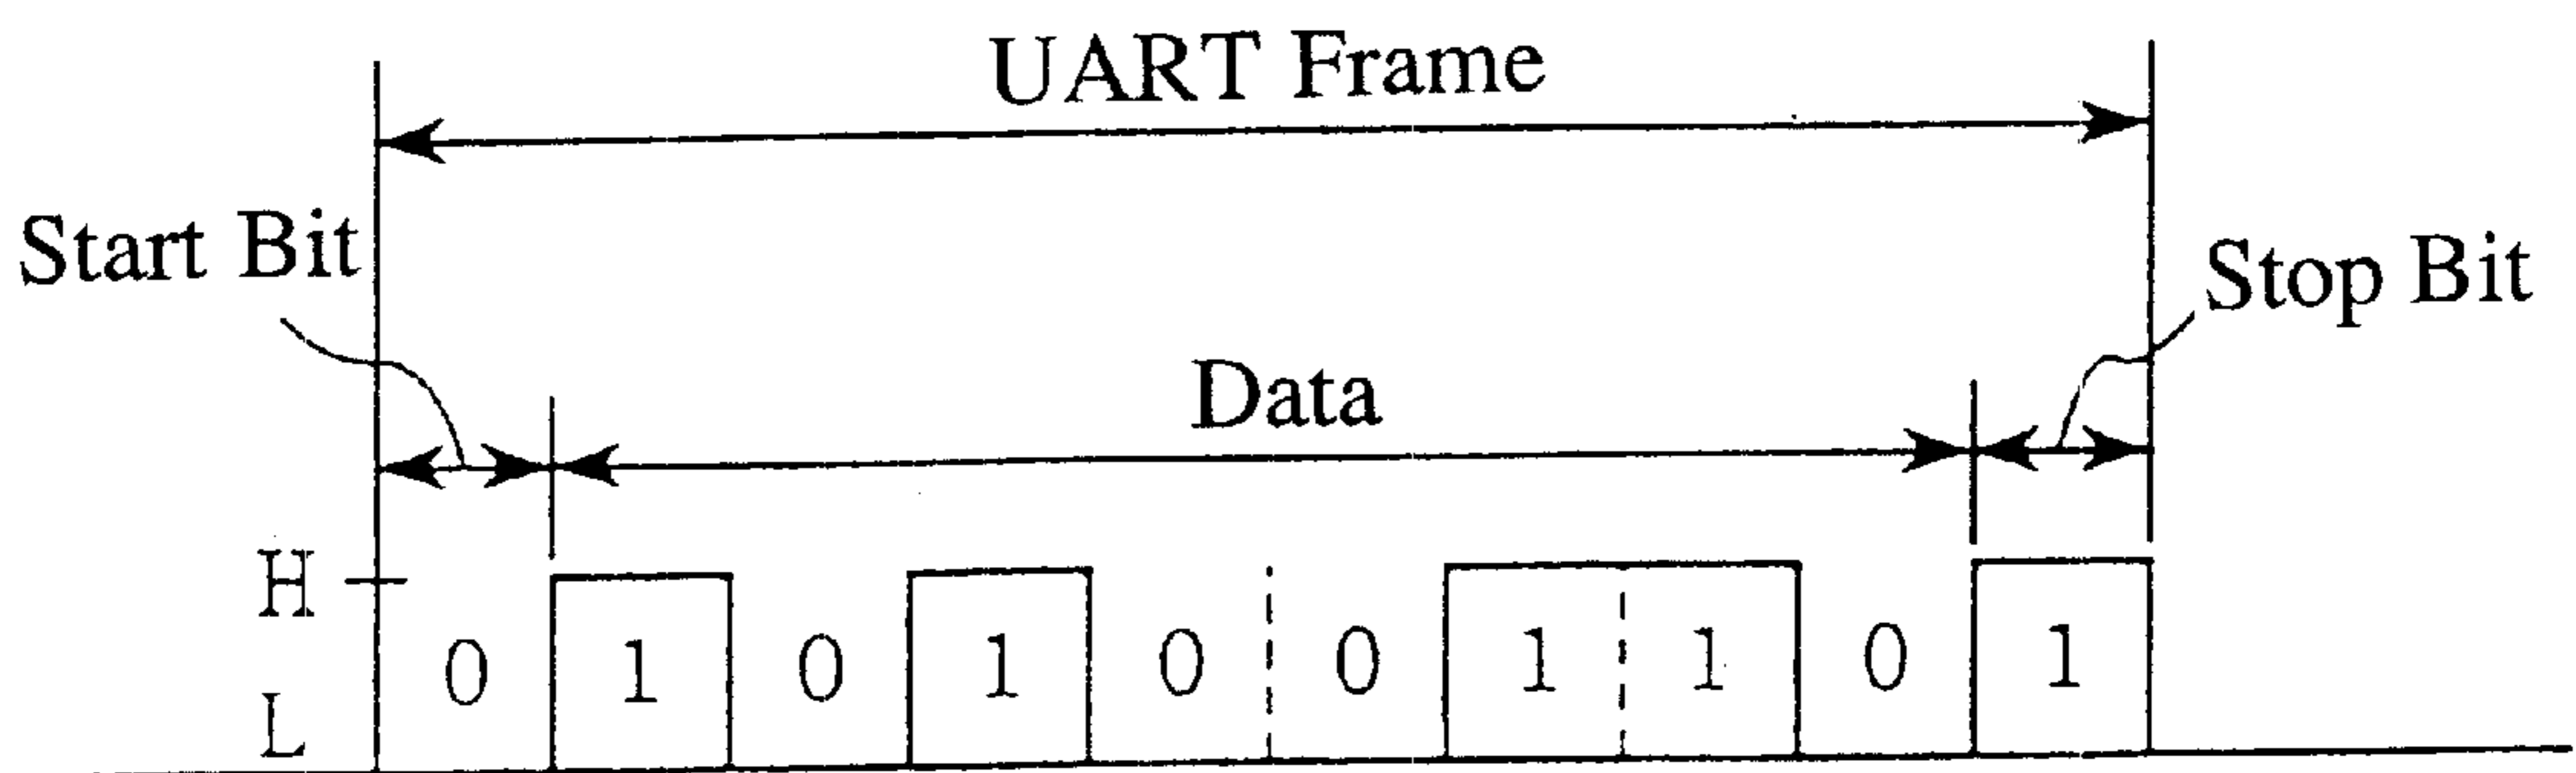 UART Frame
Start Bit
Stop Bit
Data
H
0 1 0 1 0 0 1 1 0 1
L